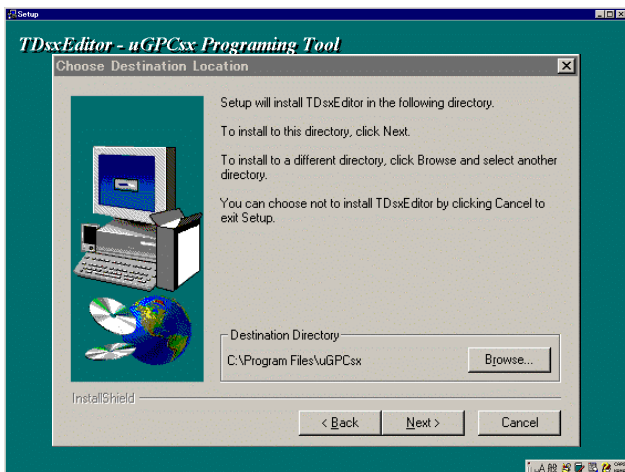 Setup
TDsxEditor - uGPCsx Programing Tool
Choose Destination Location
Setup will install TDsxEditor in the following directory.
To install to this directory, click Next.
To install to a different directory, click Browse and select another
directory.
You can choose not to install TDsxEditor by clicking Cancel to
exit Setup.
Destination Directory
C:\Program Files\uGPCsx
Browse...
InstallShield
< Back
Next >
Cancel
A 般